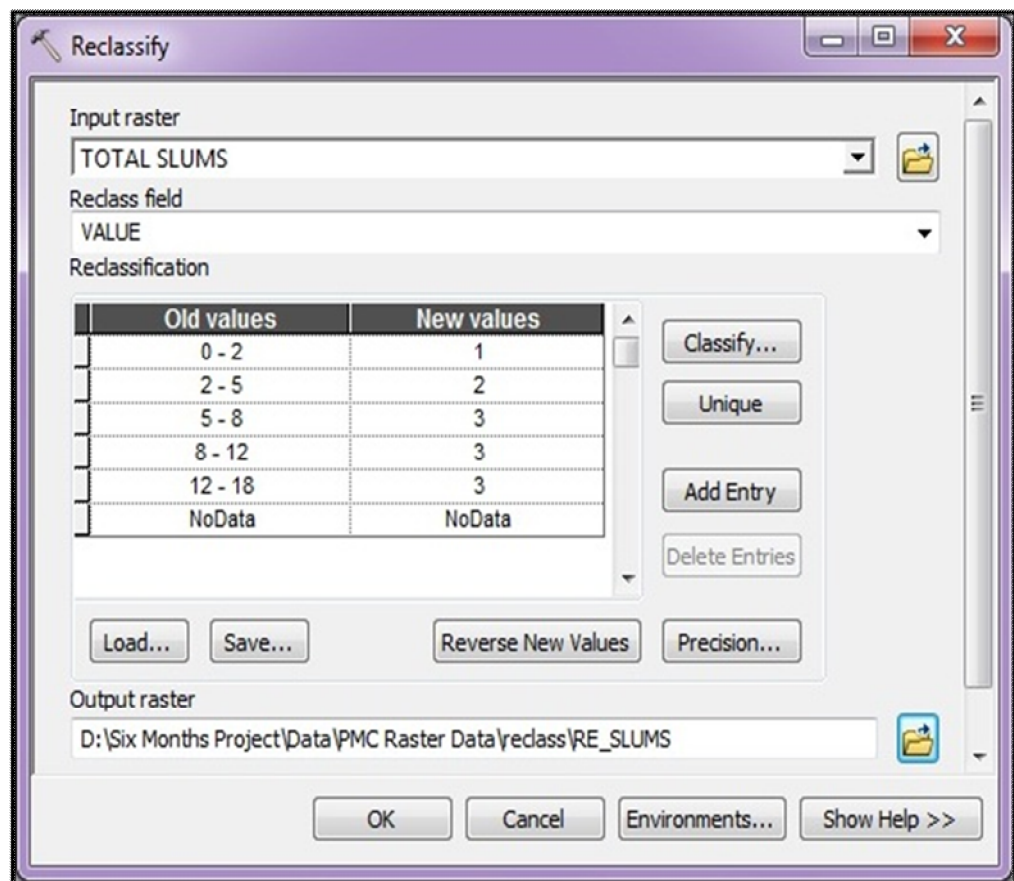 Reclassify
Input raster
TOTAL SLUMS
Reclass field
VALUE
Reclassification
Old values New values
0 - 2 1
2 - 5 2
5 - 8 3
8 - 12 3
12 - 18 3
NoData NoData
Classify...
Unique
Add Entry
Delete Entries
Load... Save... Reverse New Values Precision...
Output raster
D:\Six Months Project\Data\PMC Raster Data\reclass\RE_SLUMS
OK Cancel Environments... Show Help >>